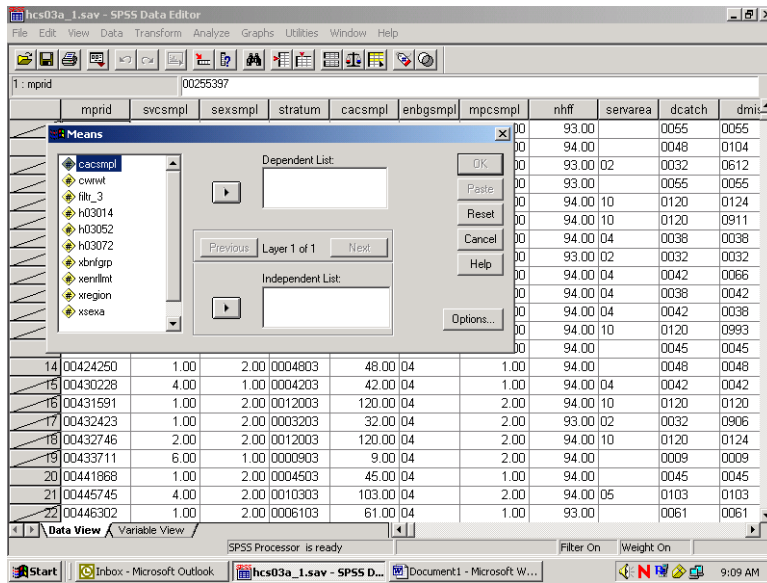 hcs03a_1.sav - SPSS Data Editor
File Edit View Data Transform Analyze Graphs Utilities Window Help
1 : mprid 00255397
mprid svcsmpl sexsmpl stratum cacsmpl enbgsmpl mpcsmpl nhff servarea dcatch dmis
Means
cacsmpl
cwrwt
filtr_3
h03014
h03052
h03072
xbnfgrp
xenrllmt
xregion
xsexa
Dependent List:
Previous Layer 1 of 1 Next
Independent List:
OK
Paste
Reset
Cancel
Help
Options...
00 93.00 0055 0055
00 94.00 0048 0104
00 93.00 02 0032 0612
00 93.00 0055 0055
00 94.00 10 0120 0124
00 94.00 10 0120 0911
00 94.00 04 0038 0038
00 93.00 02 0032 0032
00 94.00 04 0042 0066
00 94.00 04 0038 0042
00 94.00 04 0042 0038
00 94.00 10 0120 0993
00 94.00 0045 0045
14 00424250 1.00 2.00 0004803 48.00 04 1.00 94.00 0048 0048
15 00430228 4.00 1.00 0004203 42.00 04 1.00 94.00 04 0042 0042
16 00431591 1.00 2.00 0012003 120.00 04 2.00 94.00 10 0120 0120
17 00432423 1.00 2.00 0003203 32.00 04 2.00 93.00 02 0032 0906
18 00432746 2.00 2.00 0012003 120.00 04 2.00 94.00 10 0120 0124
19 00433711 6.00 1.00 0000903 9.00 04 2.00 94.00 0009 0009
20 00441868 1.00 2.00 0004503 45.00 04 1.00 94.00 0045 0045
21 00445745 4.00 2.00 0010303 103.00 04 2.00 94.00 05 0103 0103
22 00446302 1.00 2.00 0006103 61.00 04 1.00 93.00 0061 0061
Data View Variable View
SPSS Processor is ready Filter On Weight On
Start Inbox - Microsoft Outlook hcs03a_1.sav - SPSS D... Document1 - Microsoft W... 9:09 AM